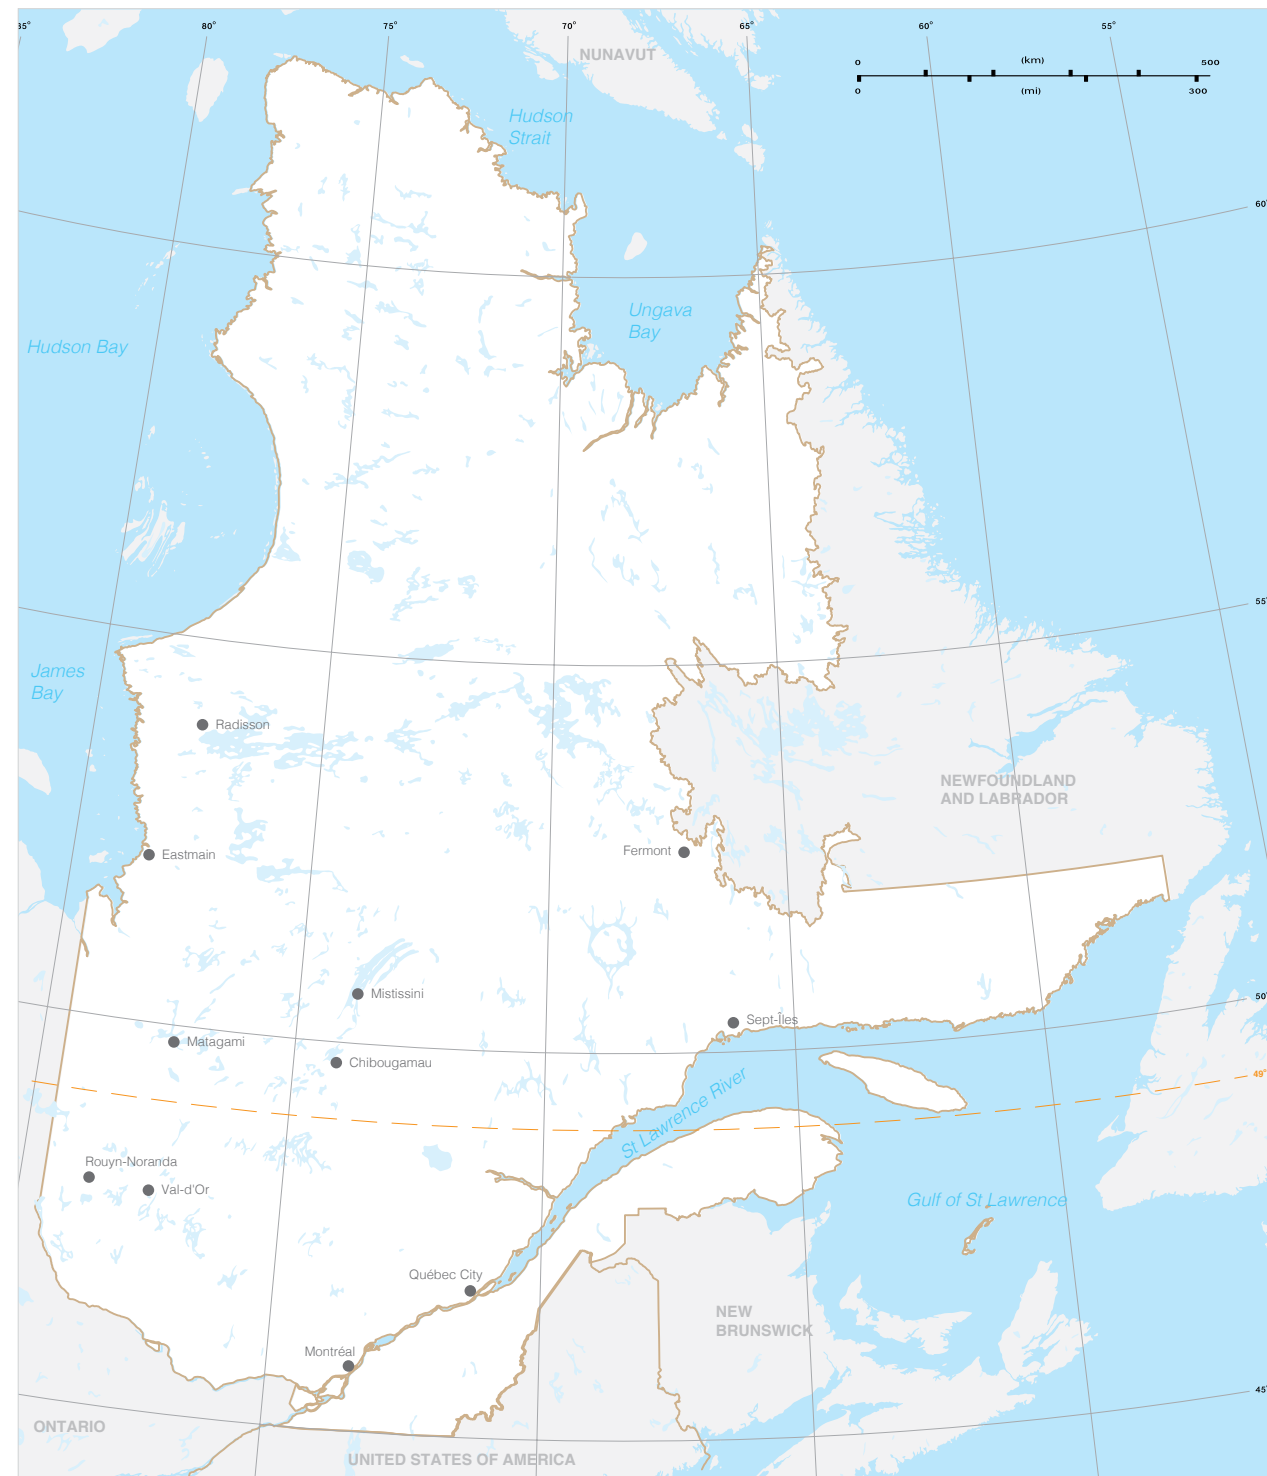 85°
80°
75°
70°
65°
60°
55°
NUNAVUT
0
(km)
500
0
(mi)
300
Hudson
Strait
60°
Ungava
Bay
Hudson Bay
55°
James
Bay
Radisson
NEWFOUNDLAND
AND LABRADOR
Eastmain
Fermont
Mistissini
50°
Sept-Îles
Matagami
Chibougamau
49°
St Lawrence River
Rouyn-Noranda
Val-d'Or
Gulf of St Lawrence
Québec City
NEW
BRUNSWICK
Montréal
45°
ONTARIO
UNITED STATES OF AMERICA